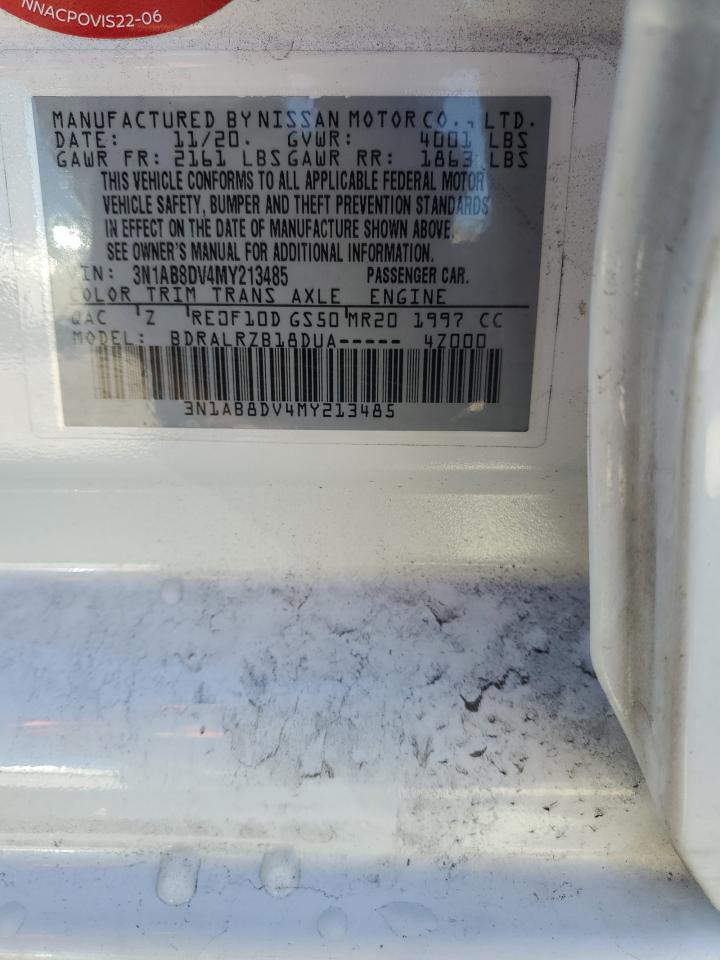 NNACPOVIS22-06
MANUFACTURED BY NISSAN MOTOR CO., LTD.
DATE: 11/20. GVWR: 4001 LBS
GAWR FR: 2161 LBS GAWR RR: 1863 LBS
THIS VEHICLE CONFORMS TO ALL APPLICABLE FEDERAL MOTOR
VEHICLE SAFETY, BUMPER AND THEFT PREVENTION STANDARDS
IN EFFECT ON THE DATE OF MANUFACTURE SHOWN ABOVE.
SEE OWNER'S MANUAL FOR ADDITIONAL INFORMATION.
VIN: 3N1AB8DV4MY213485 PASSENGER CAR.
COLOR TRIM TRANS AXLE ENGINE
QAC Z RE0F10D GS50 MR20 1997 CC
MODEL: BDRALRZB18DUA----- 4Z000
3N1AB8DV4MY213485